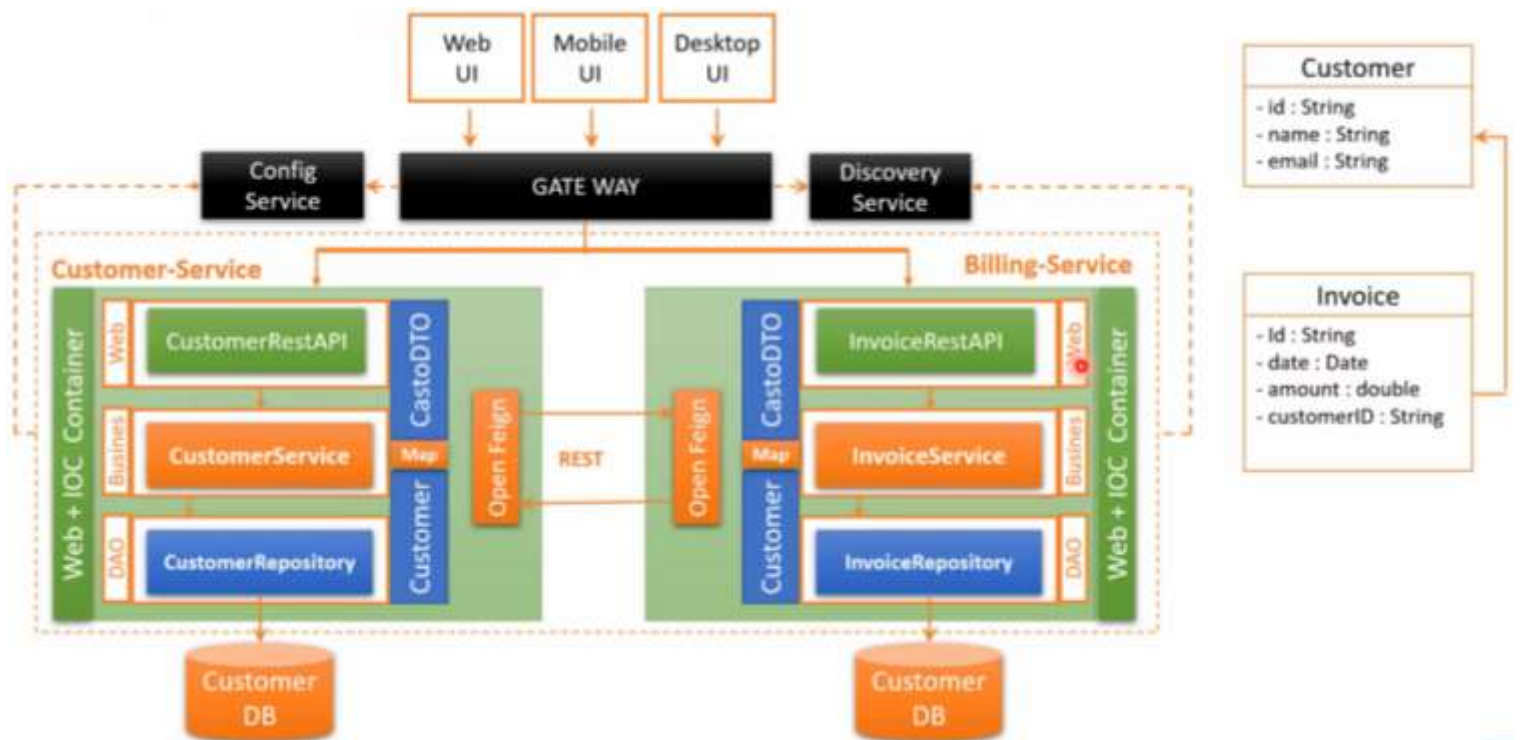 Web
UI
Mobile
UI
Desktop
UI
Config
Service
GATE WAY
Discovery
Service
Customer-Service
Billing-Service
Web + IOC Container
Web
CustomerRestAPI
CastoDTO
Busines
CustomerService
Map
DAO
CustomerRepository
Customer
Open Feign
REST
Open Feign
CastoDTO
InvoiceRestAPI
Web
Map
InvoiceService
Busines
Customer
InvoiceRepository
DAO
Web + IOC Container
Customer
DB
Customer
DB
Customer
- id : String
- name : String
- email : String
Invoice
- Id : String
- date : Date
- amount : double
- customerID : String